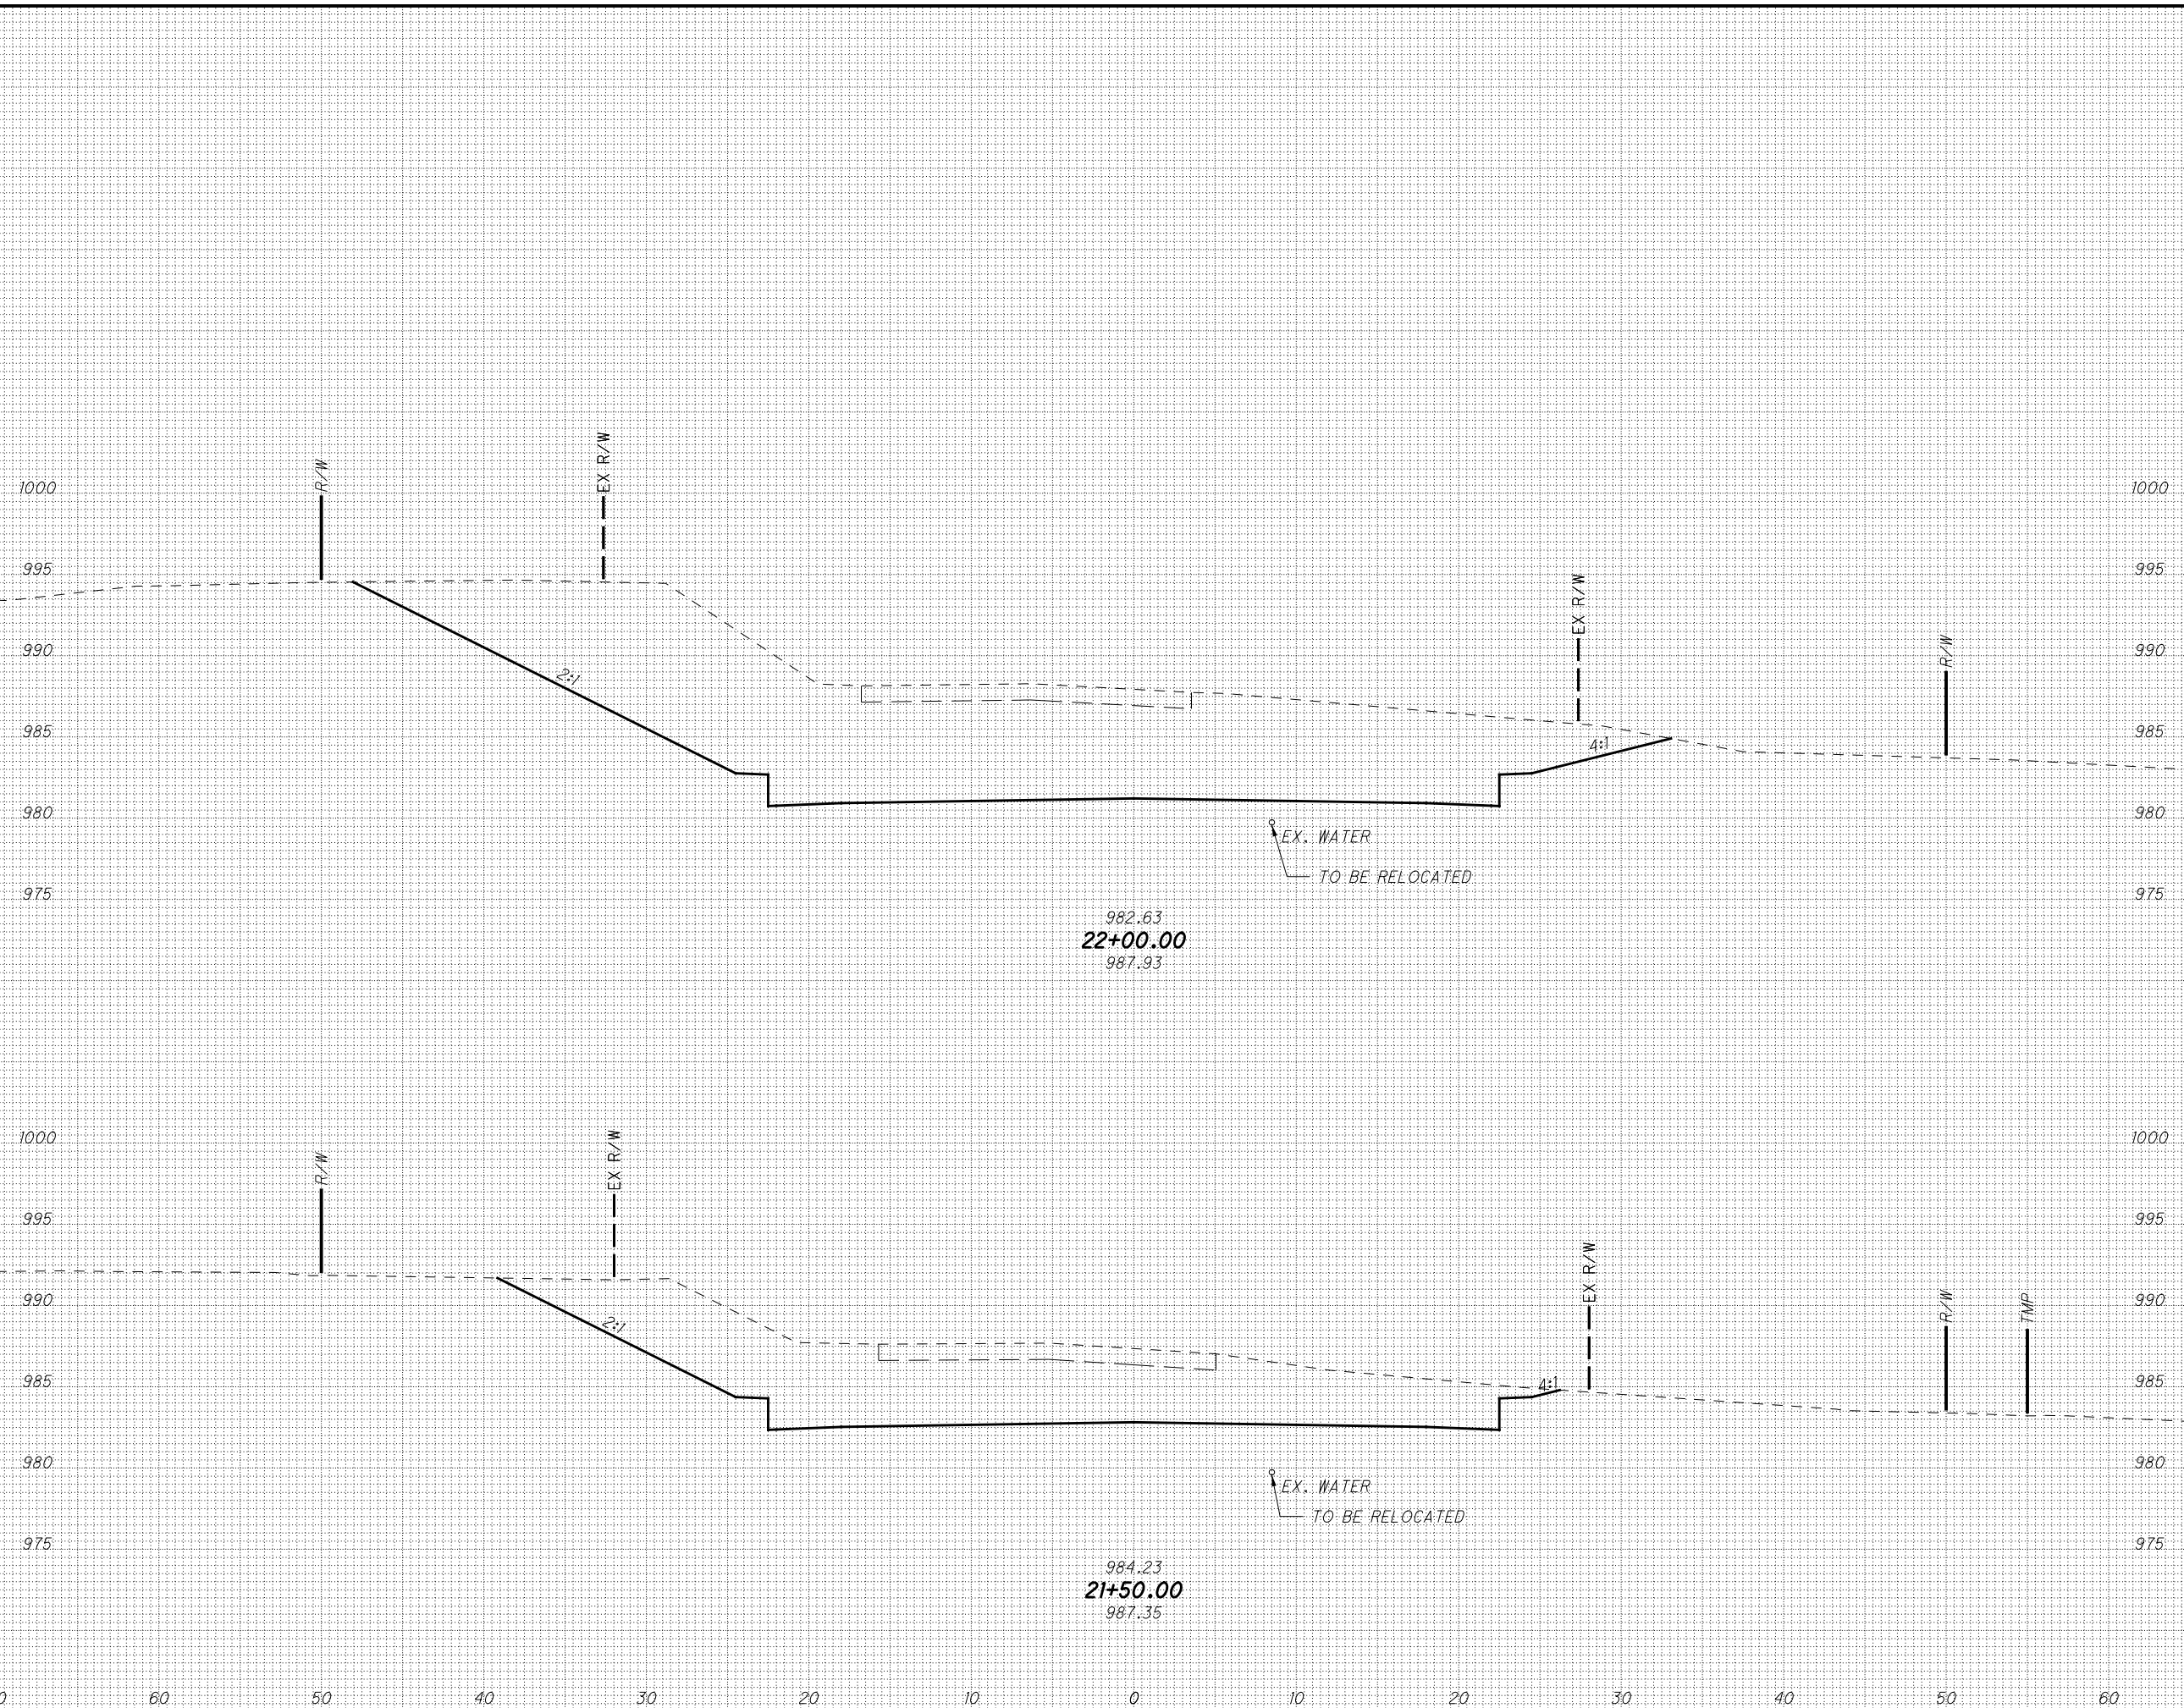 EX R/W
R/W
1000 1000
995 995
EX R/W
990 R/W 990
2:1
985 4:1 985
980 980
EX. WATER
TO BE RELOCATED
975 975
982.63
22+00.00
987.93
1000 1000
EX R/W
R/W
995 995
EX R/W
990 R/W TMP 990
2:1
985 4:1 985
980 980
EX. WATER
TO BE RELOCATED
975 975
984.23
21+50.00
987.35
0 60 50 40 30 20 10 0 10 20 30 40 50 60